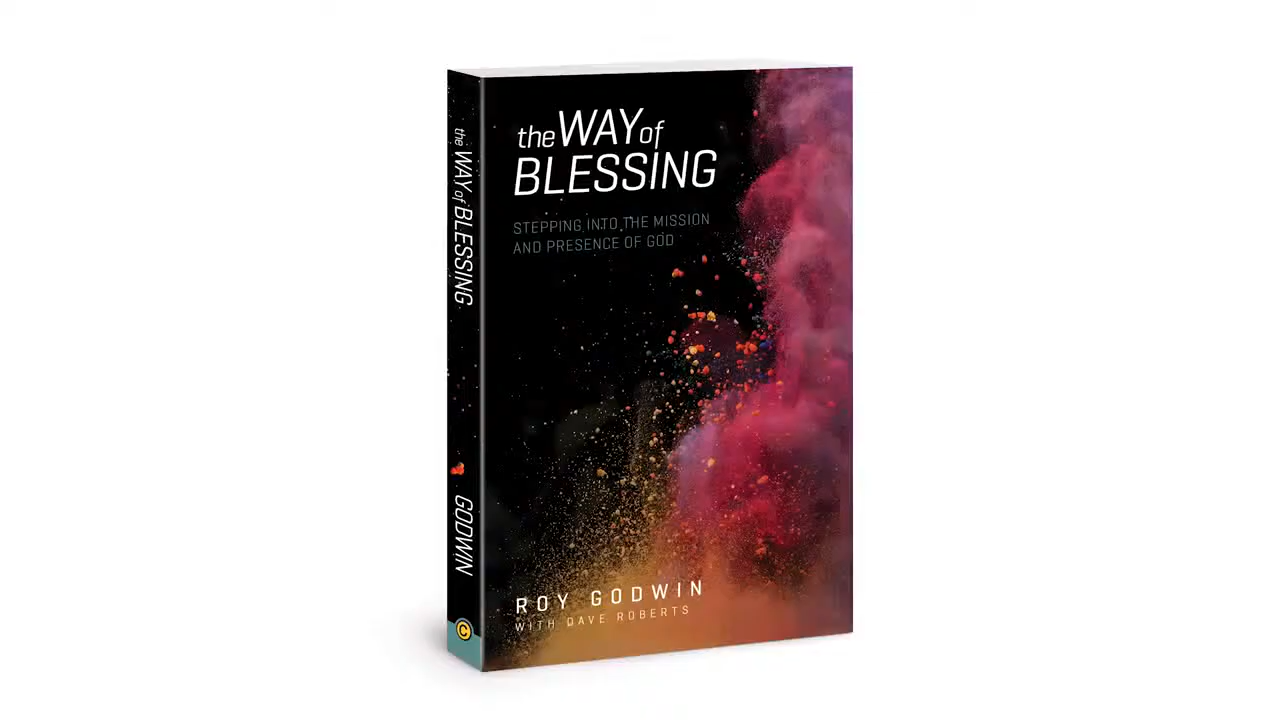 the WAY of
BLESSING
STEPPING INTO THE MISSION
AND PRESENCE OF GOD
ROY GODWIN
WITH DAVE ROBERTS
the WAY of BLESSING
GODWIN
C